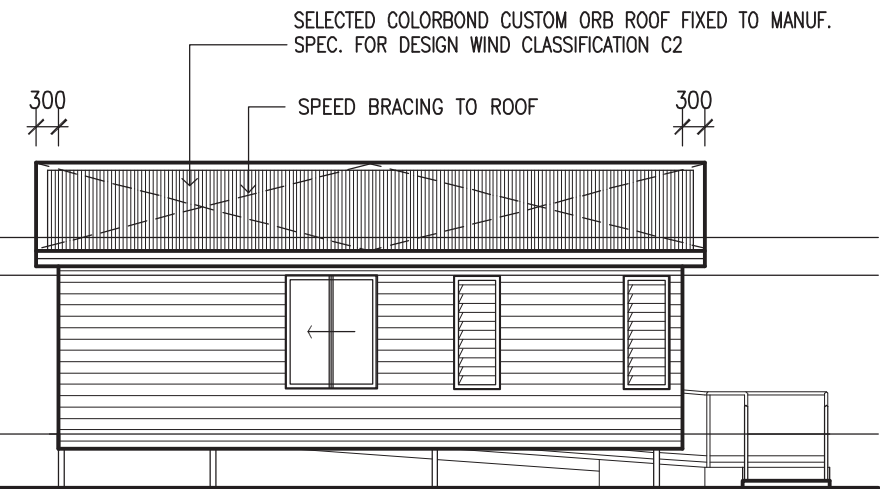 SELECTED COLORBOND CUSTOM ORB ROOF FIXED TO MANUF.
SPEC. FOR DESIGN WIND CLASSIFICATION C2
300
300
SPEED BRACING TO ROOF